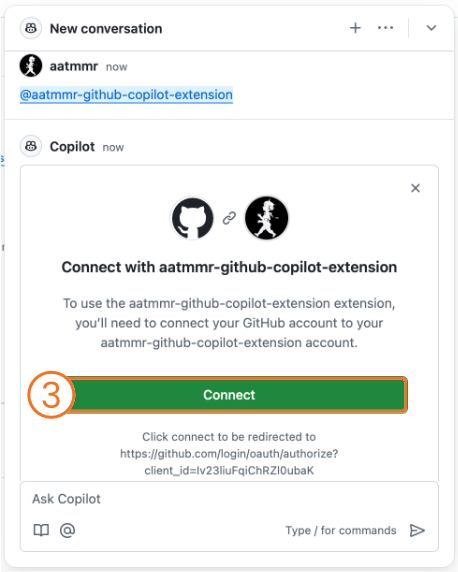 New conversation
aatmmr now
@aatmmr-github-copilot-extension
Copilot now
Connect with aatmmr-github-copilot-extension
To use the aatmmr-github-copilot-extension extension,
you'll need to connect your GitHub account to your
aatmmr-github-copilot-extension account.
3
Connect
Click connect to be redirected to
https://github.com/login/oauth/authorize?
client_id=Iv23liuFqiChRZl0ubaK
Ask Copilot
Type / for commands